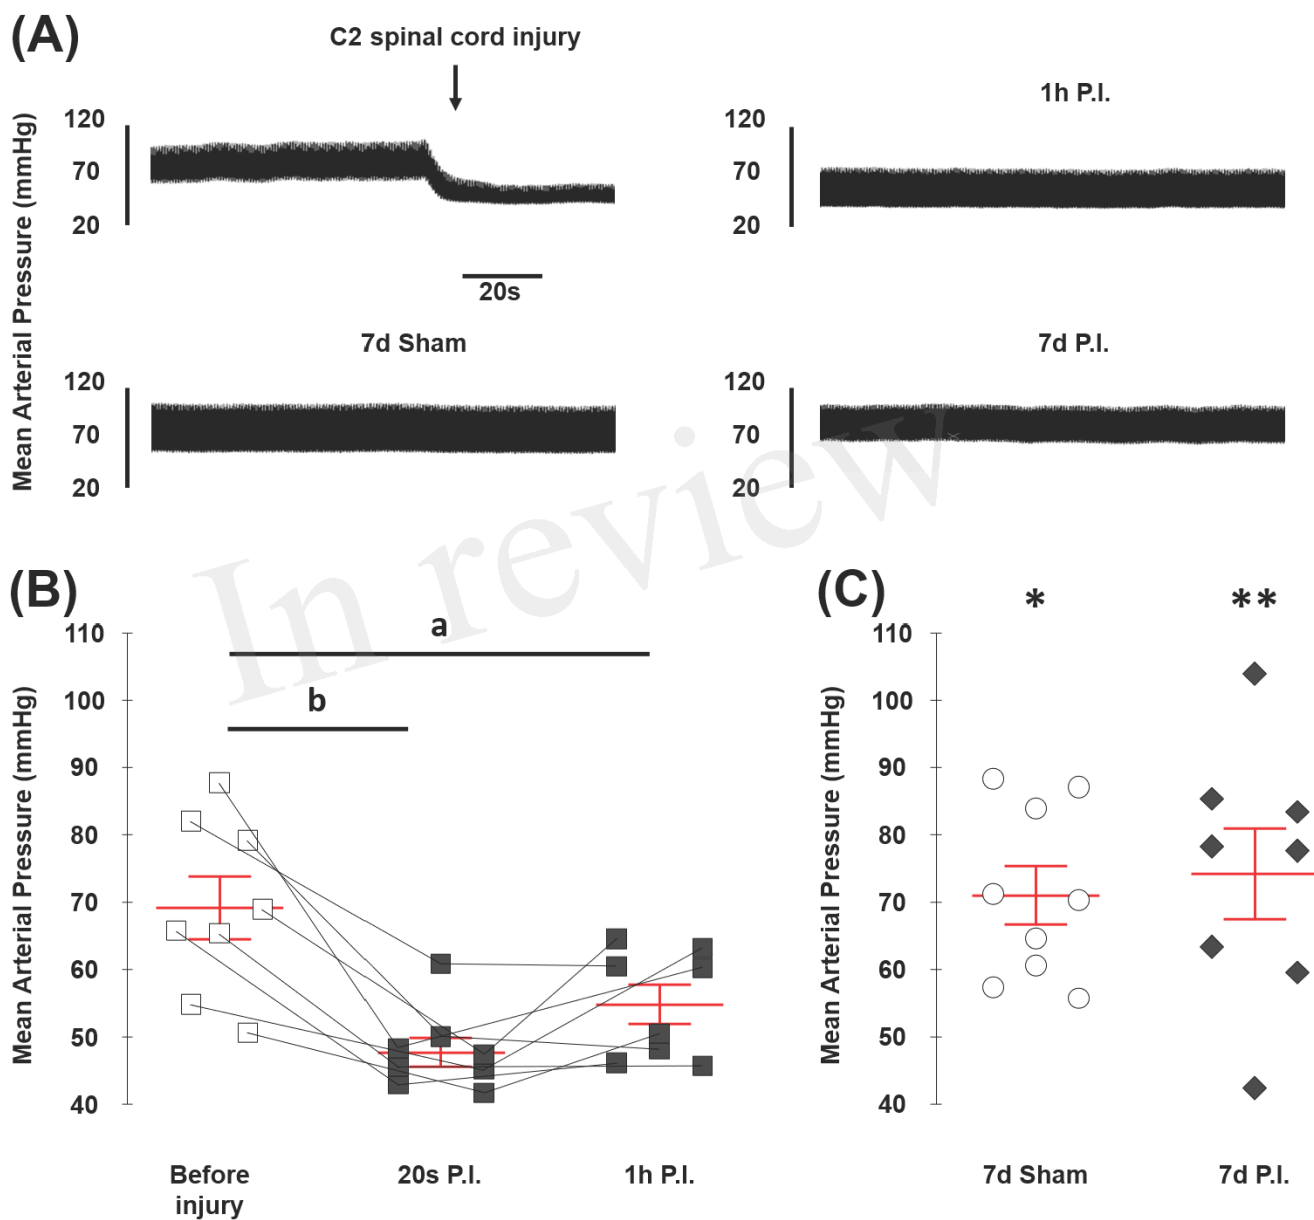 (A)
C2 spinal cord injury
1h P.I.
Mean Arterial Pressure (mmHg)
120
70
20
120
70
20
20s
7d Sham
7d P.I.
120
70
20
120
70
20
In review
(B)
a
b
Mean Arterial Pressure (mmHg)
110
100
90
80
70
60
50
40
Before
injury
20s P.I.
1h P.I.
(C)
*
**
Mean Arterial Pressure (mmHg)
110
100
90
80
70
60
50
40
7d Sham
7d P.I.